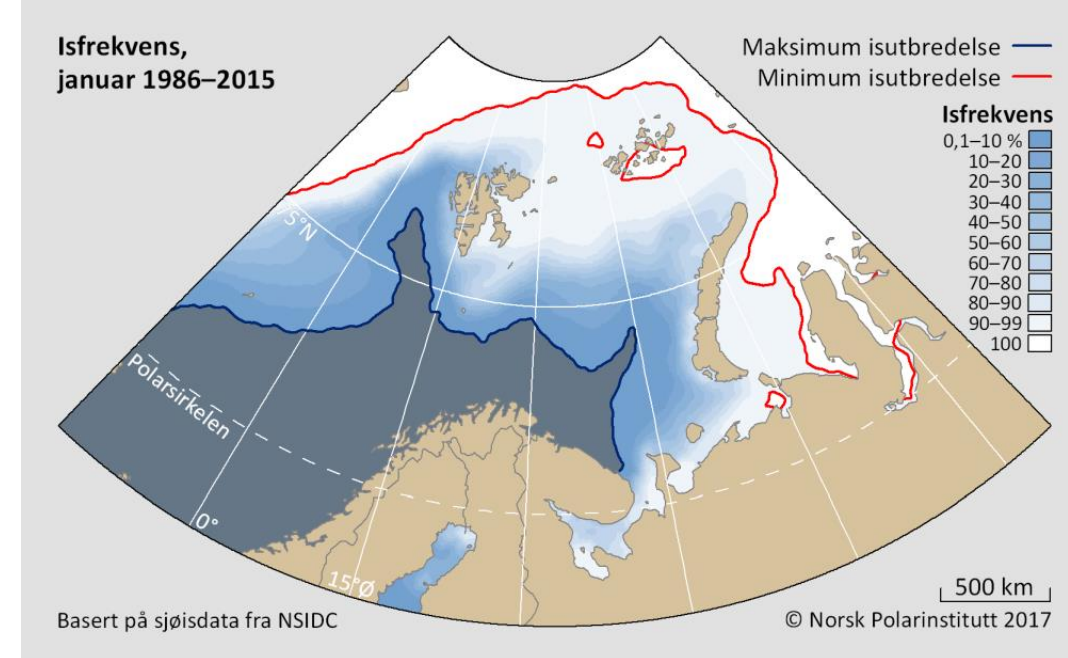 Isfrekvens,
januar 1986–2015
Maksimum isutbredelse
Minimum isutbredelse
Isfrekvens
0,1–10 %
10–20
20–30
30–40
40–50
50–60
60–70
70–80
80–90
90–99
100
75°N
Polarsirkelen
0°
15°Ø
500 km
Basert på sjøisdata fra NSIDC
© Norsk Polarinstitutt 2017